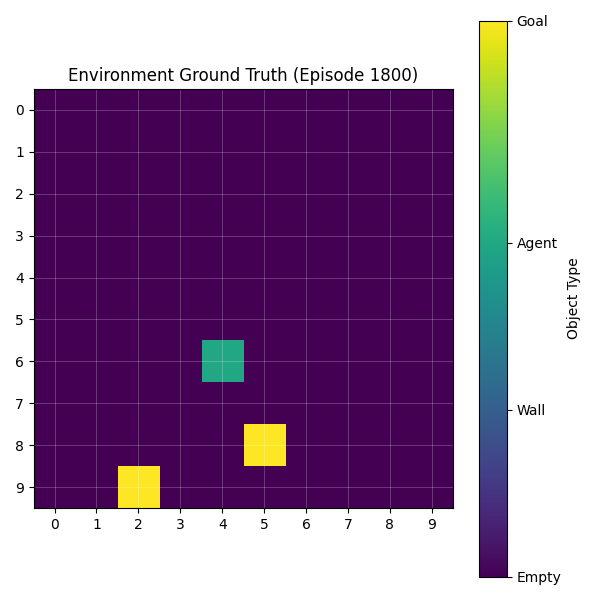 Environment Ground Truth (Episode 1800)
0
1
2
3
4
5
6
7
8
9
0 1 2 3 4 5 6 7 8 9
Goal
Agent
Wall
Empty
Object Type